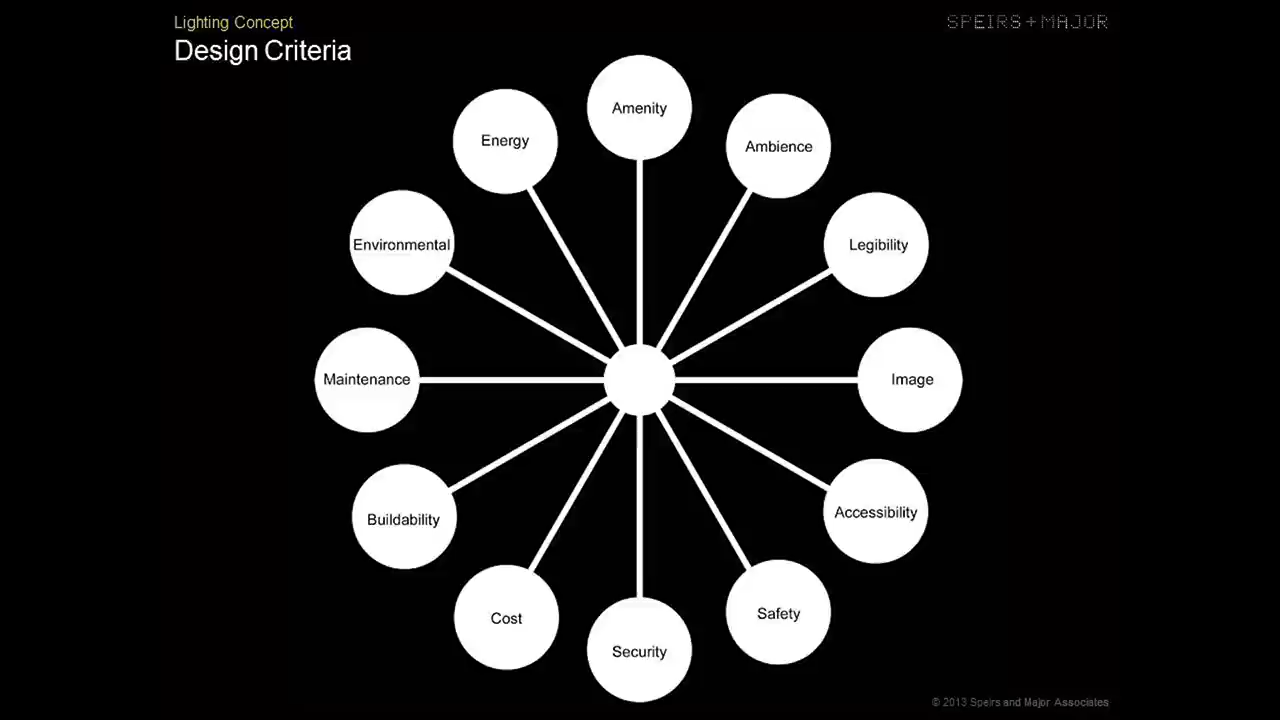 Lighting Concept
Design Criteria
SPEIRS+MAJOR
Amenity
Energy
Ambience
Environmental
Legibility
Maintenance
Image
Buildability
Accessibility
Cost
Safety
Security
© 2013 Speirs and Major Associates